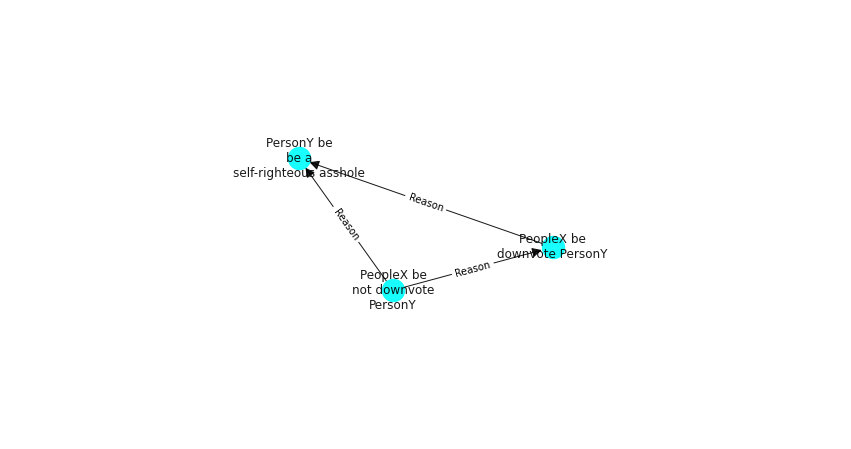 PersonY be
be a
self-righteous asshole
Reason
Reason
PeopleX be
downvote PersonY
Reason
PeopleX be
not downvote
PersonY